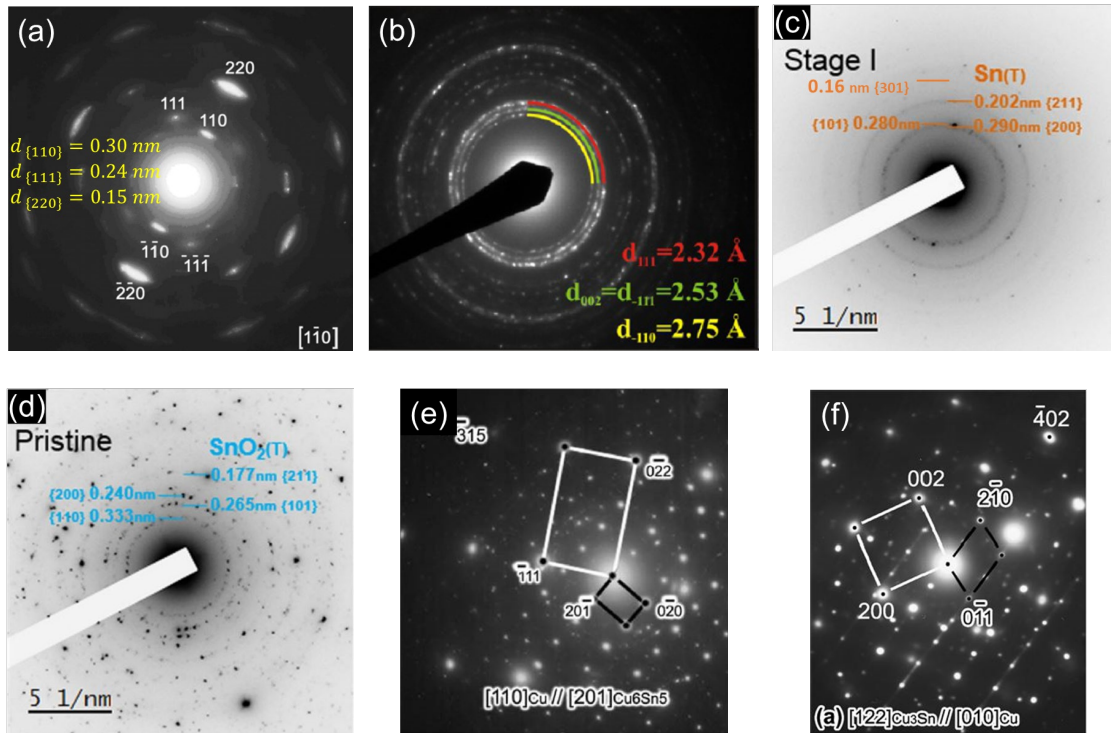 (a)
220
111
110
d {110} = 0.30 nm
d {111} = 0.24 nm
d {220} = 0.15 nm
1̄1̄0
1̄1̄1̄
2̄2̄0
[11̄0]
(b)
d₁₁₁=2.32 Å
d₀₀₂=d₋₁₁₁=2.53 Å
d₋₁₁₀=2.75 Å
(c)
Stage I
0.16 nm {301}
Sn(T)
0.202nm {211}
{101} 0.280nm
0.290nm {200}
5 1/nm
(d)
Pristine
SnO₂(T)
0.177nm {211}
{200} 0.240nm
0.265nm {101}
{110} 0.333nm
5 1/nm
(e)
3̄15
02̄2
1̄11
201̄
02̄0
[110]Cu // [201]Cu6Sn5
(f)
4̄02
002
21̄0
200
01̄1
(a) [122]Cu3Sn // [010]Cu